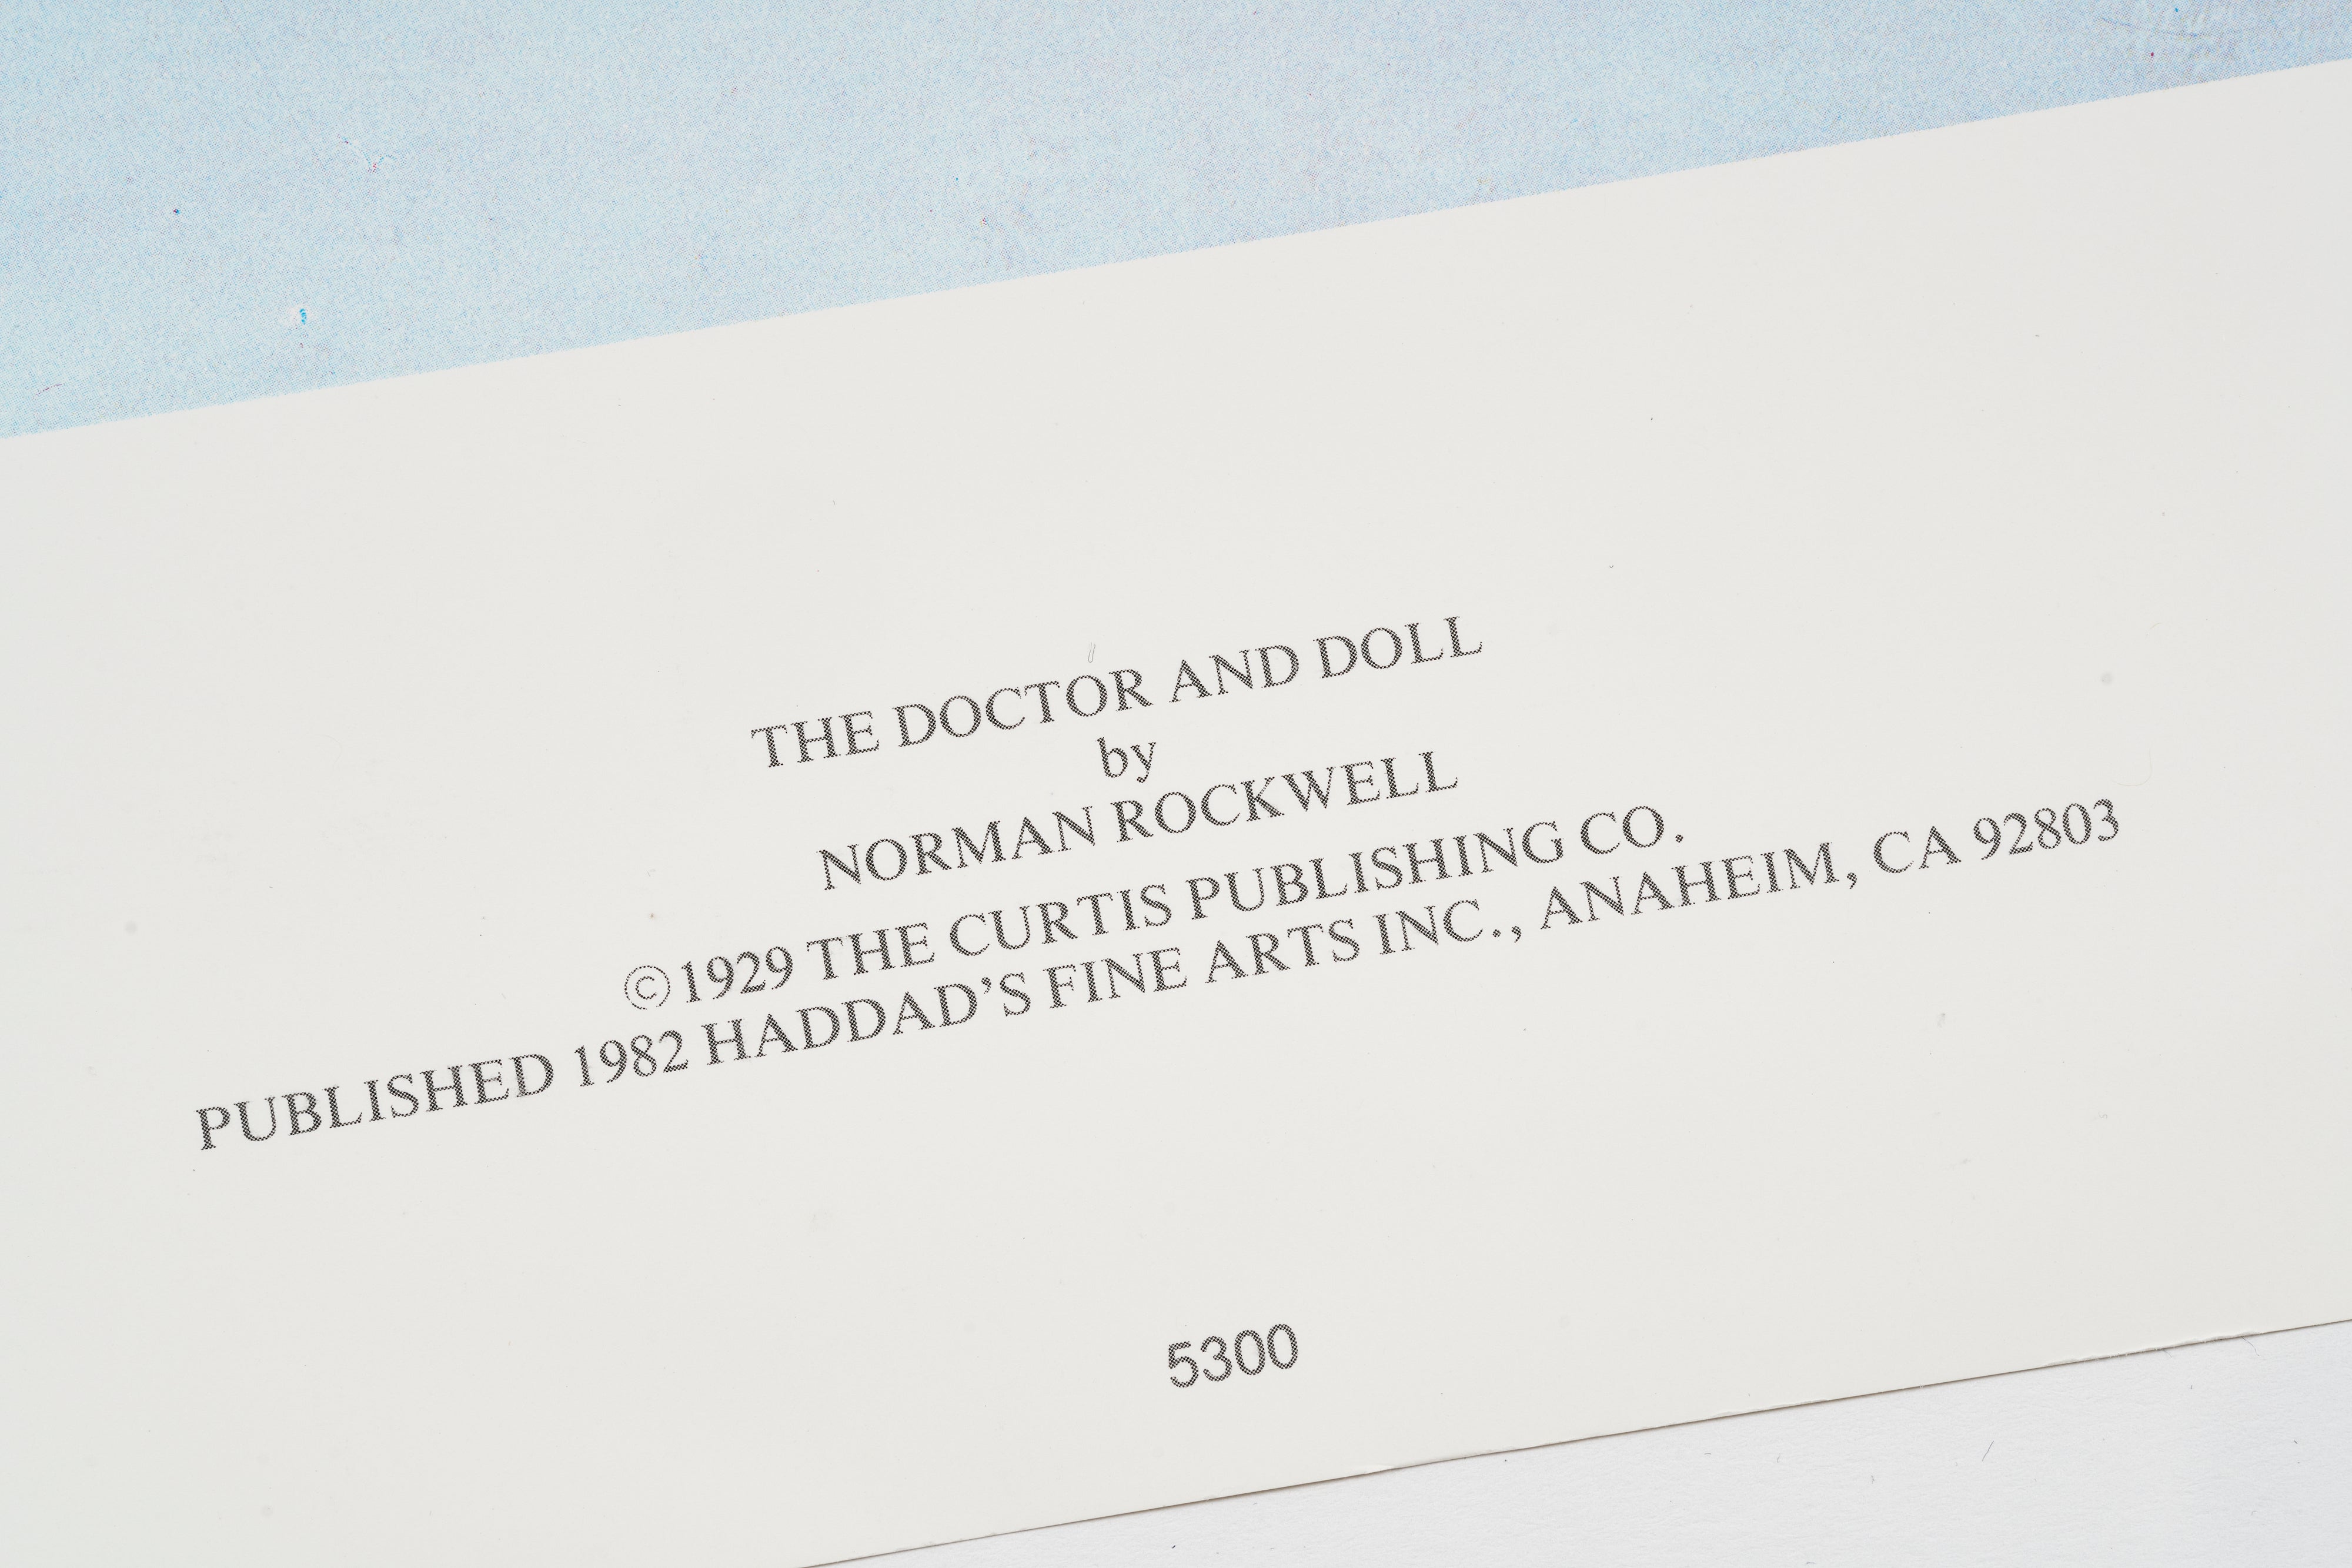 THE DOCTOR AND DOLL
by
NORMAN ROCKWELL
©1929 THE CURTIS PUBLISHING CO.
PUBLISHED 1982 HADDAD’S FINE ARTS INC., ANAHEIM, CA 92803
5300